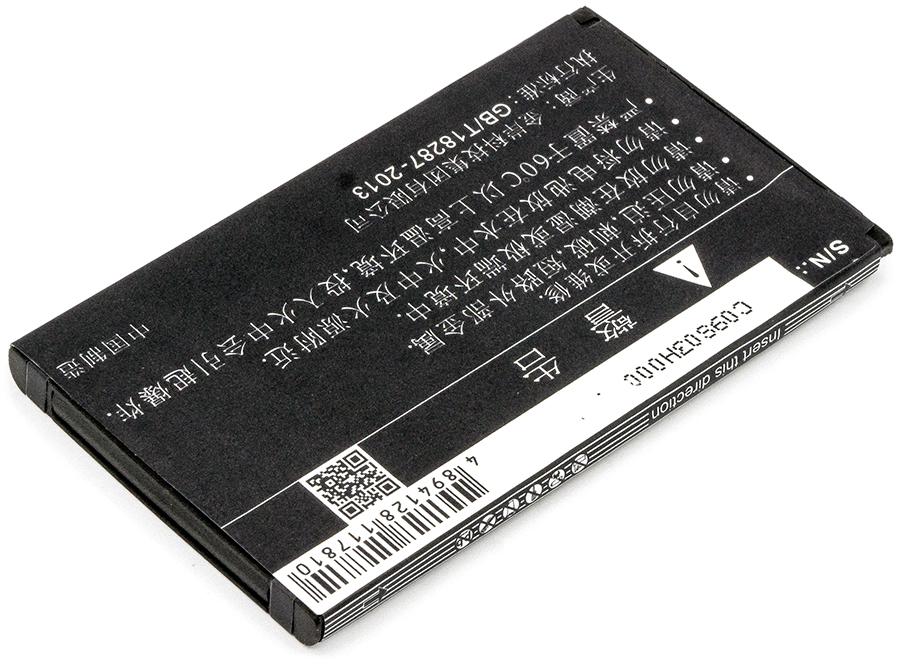 警告
• 请勿自行拆开或维修.
• 请勿压迫.刺破.短路外部金属.
• 请勿放在潮湿或极端环境中.
• 请勿将电池放在水中.火中及火源附近.
• 严禁置于60℃以上高温环境.投入火中会引起爆炸.
生产商：金岸科技集团有限公司
执行标准：GB/T18287-2013
中国制造
S/N.:
C09S03H00C
4 894128 117810
Insert this direction